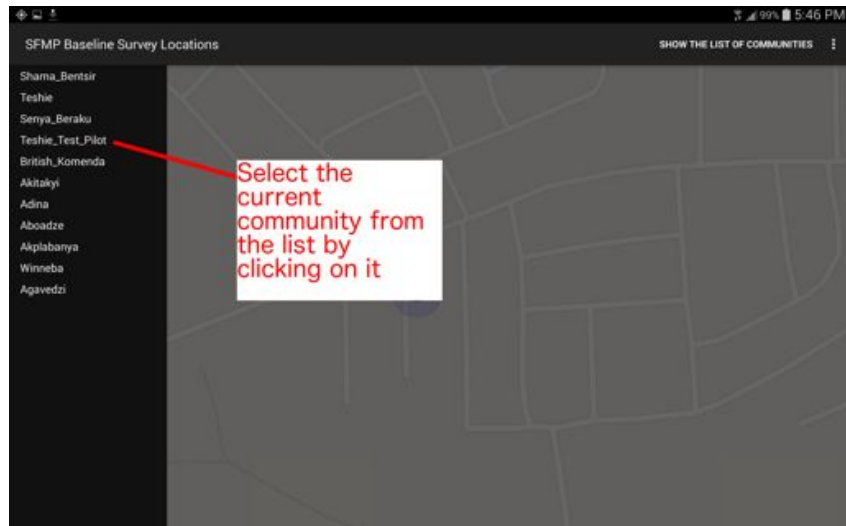 99% 5:46 PM
SFMP Baseline Survey Locations
SHOW THE LIST OF COMMUNITIES
Shama_Bentsir
Teshie
Senya_Beraku
Teshie_Test_Pilot
British_Komenda
Akitakyi
Adina
Aboadze
Akplabanya
Winneba
Agavedzi
Select the
current
community from
the list by
clicking on it